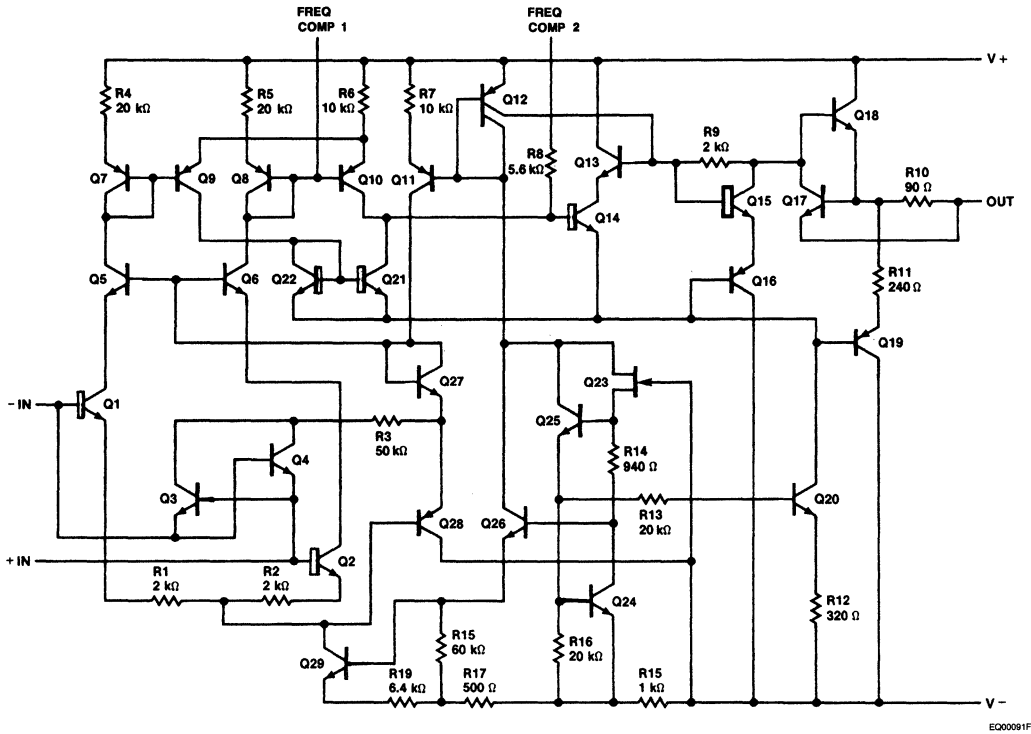 FREQ
COMP 1
FREQ
COMP 2
V+
R4
20 kΩ
R5
20 kΩ
R6
10 kΩ
R7
10 kΩ
Q12
Q18
R8
5.6 kΩ
Q13
R9
2 kΩ
Q7
Q9
Q8
Q10
Q11
Q14
Q15
Q17
R10
90 Ω
OUT
Q5
Q6
Q22
Q21
Q16
R11
240 Ω
Q19
Q27
Q23
−IN
Q1
R3
50 kΩ
Q25
R14
940 Ω
Q4
Q3
Q28
Q26
R13
20 kΩ
Q20
+IN
Q2
R1
2 kΩ
R2
2 kΩ
Q24
R12
320 Ω
Q29
R15
60 kΩ
R16
20 kΩ
R19
6.4 kΩ
R17
500 Ω
R15
1 kΩ
V−
EQ00091F